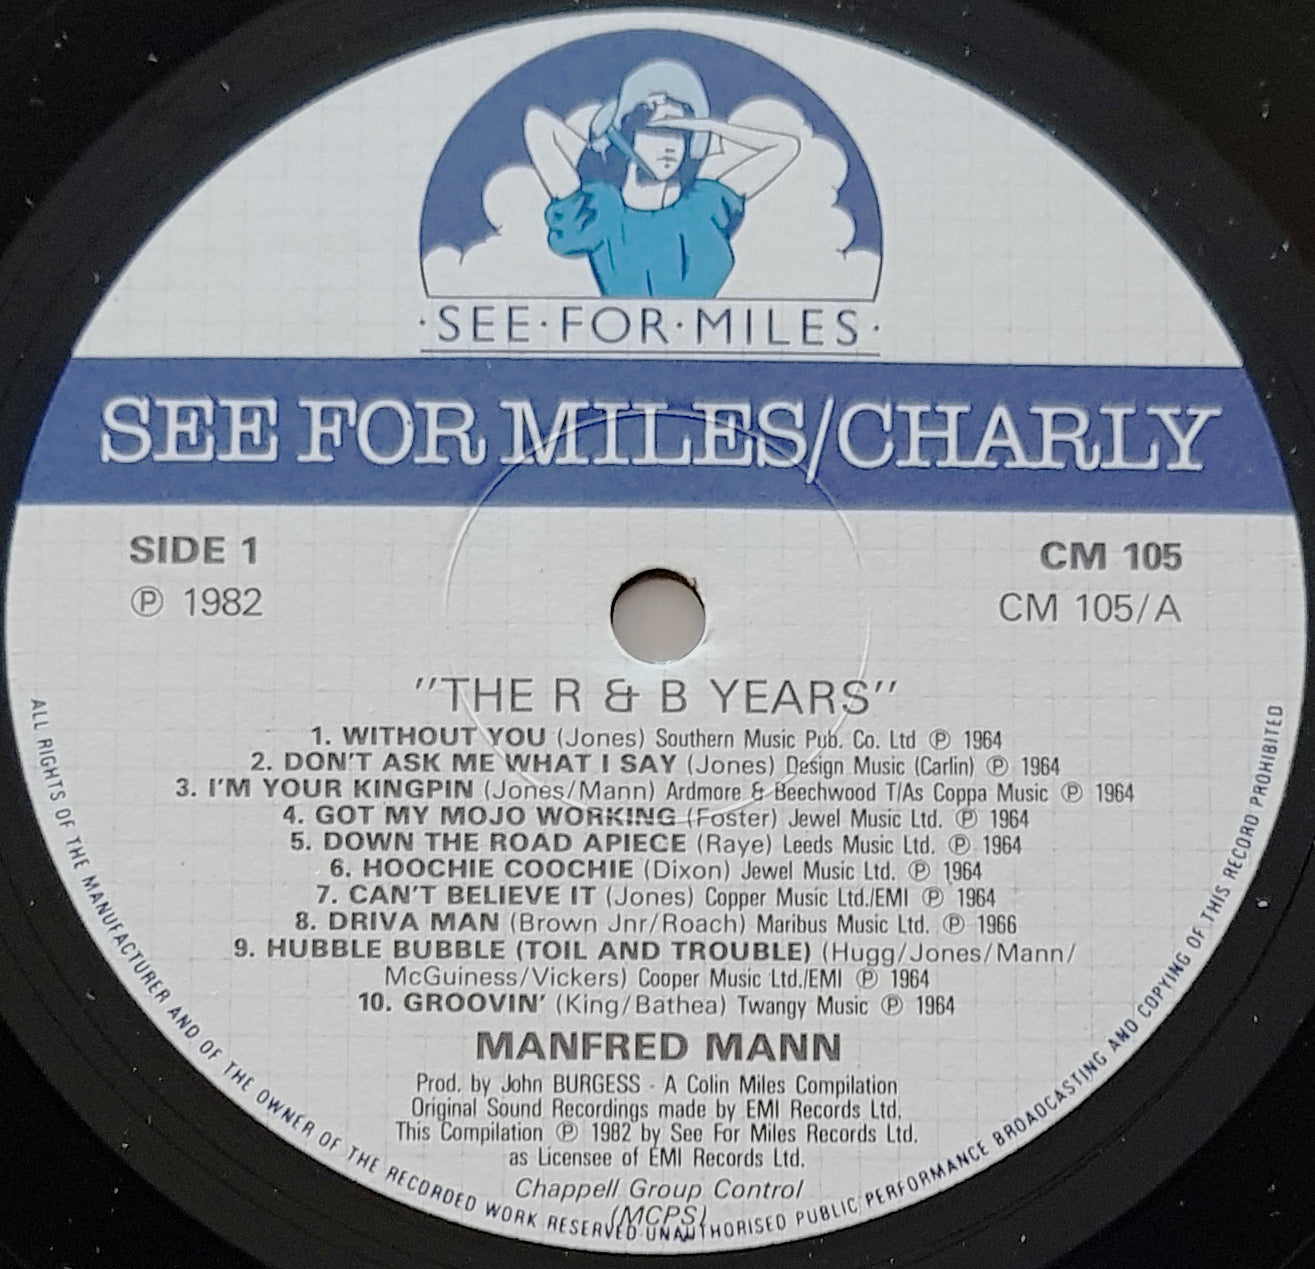 ·SEE·FOR·MILES·
SEE FOR MILES/CHARLY
SIDE 1
CM 105
℗ 1982
CM 105/A
"THE R & B YEARS"
1. WITHOUT YOU (Jones) Southern Music Pub. Co. Ltd ℗ 1964
2. DON'T ASK ME WHAT I SAY (Jones) Design Music (Carlin) ℗ 1964
3. I'M YOUR KINGPIN (Jones/Mann) Ardmore & Beechwood T/As Coppa Music ℗ 1964
4. GOT MY MOJO WORKING (Foster) Jewel Music Ltd. ℗ 1964
5. DOWN THE ROAD APIECE (Raye) Leeds Music Ltd. ℗ 1964
6. HOOCHIE COOCHIE (Dixon) Jewel Music Ltd. ℗ 1964
7. CAN'T BELIEVE IT (Jones) Copper Music Ltd./EMI ℗ 1964
8. DRIVA MAN (Brown Jnr/Roach) Maribus Music Ltd. ℗ 1966
9. HUBBLE BUBBLE (TOIL AND TROUBLE) (Hugg/Jones/Mann/
McGuiness/Vickers) Cooper Music Ltd./EMI ℗ 1964
10. GROOVIN' (King/Bathea) Twangy Music ℗ 1964
MANFRED MANN
Prod. by John BURGESS - A Colin Miles Compilation
Original Sound Recordings made by EMI Records Ltd.
This Compilation ℗ 1982 by See For Miles Records Ltd.
as Licensee of EMI Records Ltd.
Chappell Group Control
(MCPS)
ALL RIGHTS OF THE MANUFACTURER AND OF THE OWNER OF THE RECORDED WORK RESERVED·UNAUTHORISED PUBLIC PERFORMANCE BROADCASTING AND COPYING OF THIS RECORD PROHIBITED